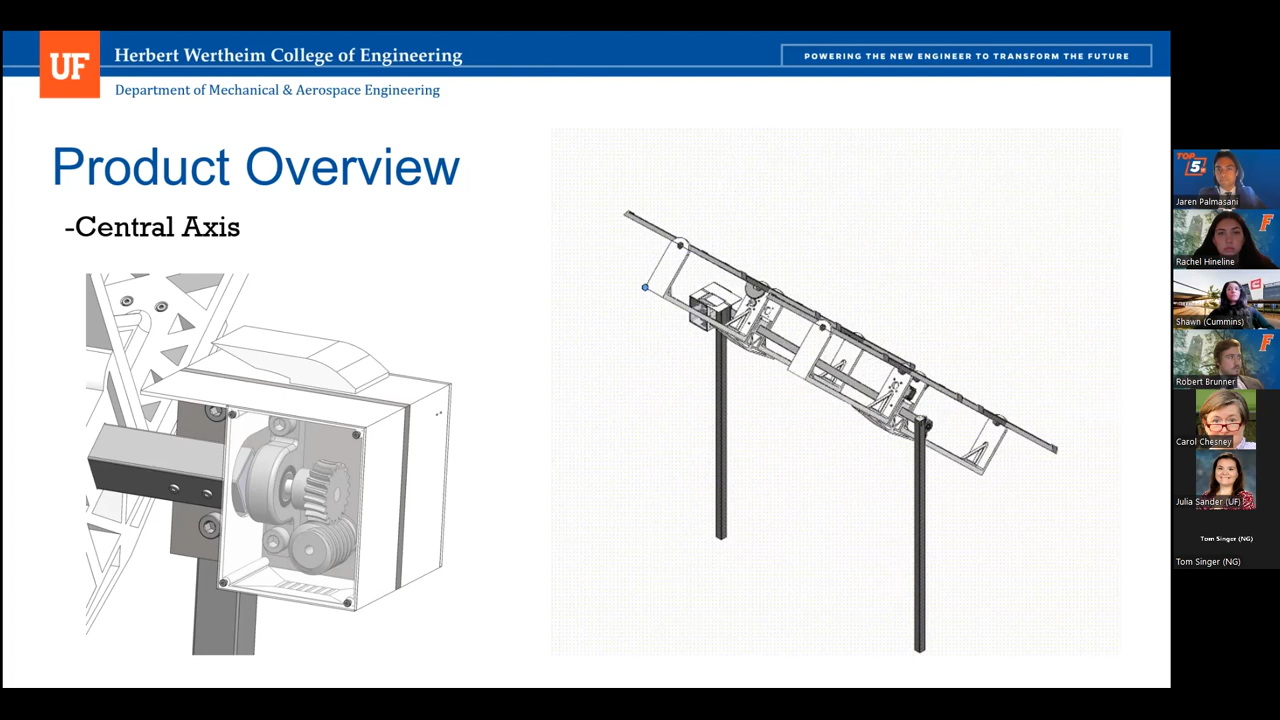 UF
Herbert Wertheim College of Engineering
POWERING THE NEW ENGINEER TO TRANSFORM THE FUTURE
Department of Mechanical & Aerospace Engineering
Product Overview
-Central Axis
TOP 5
Jaren Palmasani
F
Rachel Hineline
Shawn (Cummins)
F
Robert Brunner
Carol Chesney
Julia Sander (UF)
Tom Singer (NG)
Tom Singer (NG)